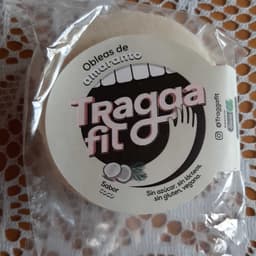 Obleas de
amaranto
Tragga
fit
@Traggafit
Sabor
coco
Sin azúcar, sin lácteos,
sin gluten, vegano.